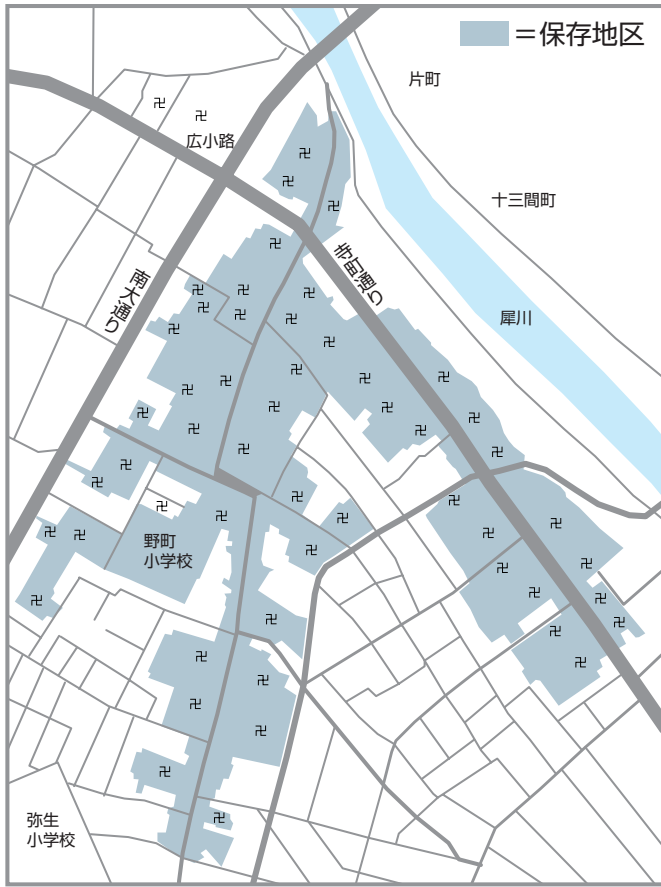 ＝保存地区
片町
広小路
十三間町
寺町通り
南大通り
犀川
野町
小学校
弥生
小学校